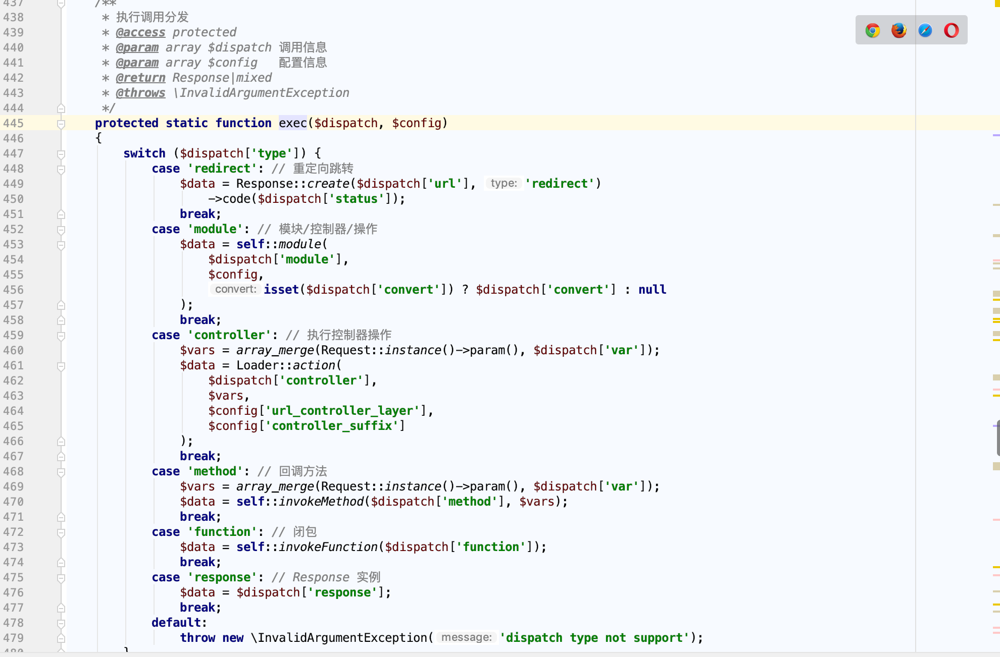 437 /**
438 * 执行调用分发
439 * @access protected
440 * @param array $dispatch 调用信息
441 * @param array $config 配置信息
442 * @return Response|mixed
443 * @throws \InvalidArgumentException
444 */
445 protected static function exec($dispatch, $config)
446 {
447 switch ($dispatch['type']) {
448 case 'redirect': // 重定向跳转
449 $data = Response::create($dispatch['url'], type: 'redirect')
450 ->code($dispatch['status']);
451 break;
452 case 'module': // 模块/控制器/操作
453 $data = self::module(
454 $dispatch['module'],
455 $config,
456 convert: isset($dispatch['convert']) ? $dispatch['convert'] : null
457 );
458 break;
459 case 'controller': // 执行控制器操作
460 $vars = array_merge(Request::instance()->param(), $dispatch['var']);
461 $data = Loader::action(
462 $dispatch['controller'],
463 $vars,
464 $config['url_controller_layer'],
465 $config['controller_suffix']
466 );
467 break;
468 case 'method': // 回调方法
469 $vars = array_merge(Request::instance()->param(), $dispatch['var']);
470 $data = self::invokeMethod($dispatch['method'], $vars);
471 break;
472 case 'function': // 闭包
473 $data = self::invokeFunction($dispatch['function']);
474 break;
475 case 'response': // Response 实例
476 $data = $dispatch['response'];
477 break;
478 default:
479 throw new \InvalidArgumentException( message: 'dispatch type not support');
480 }